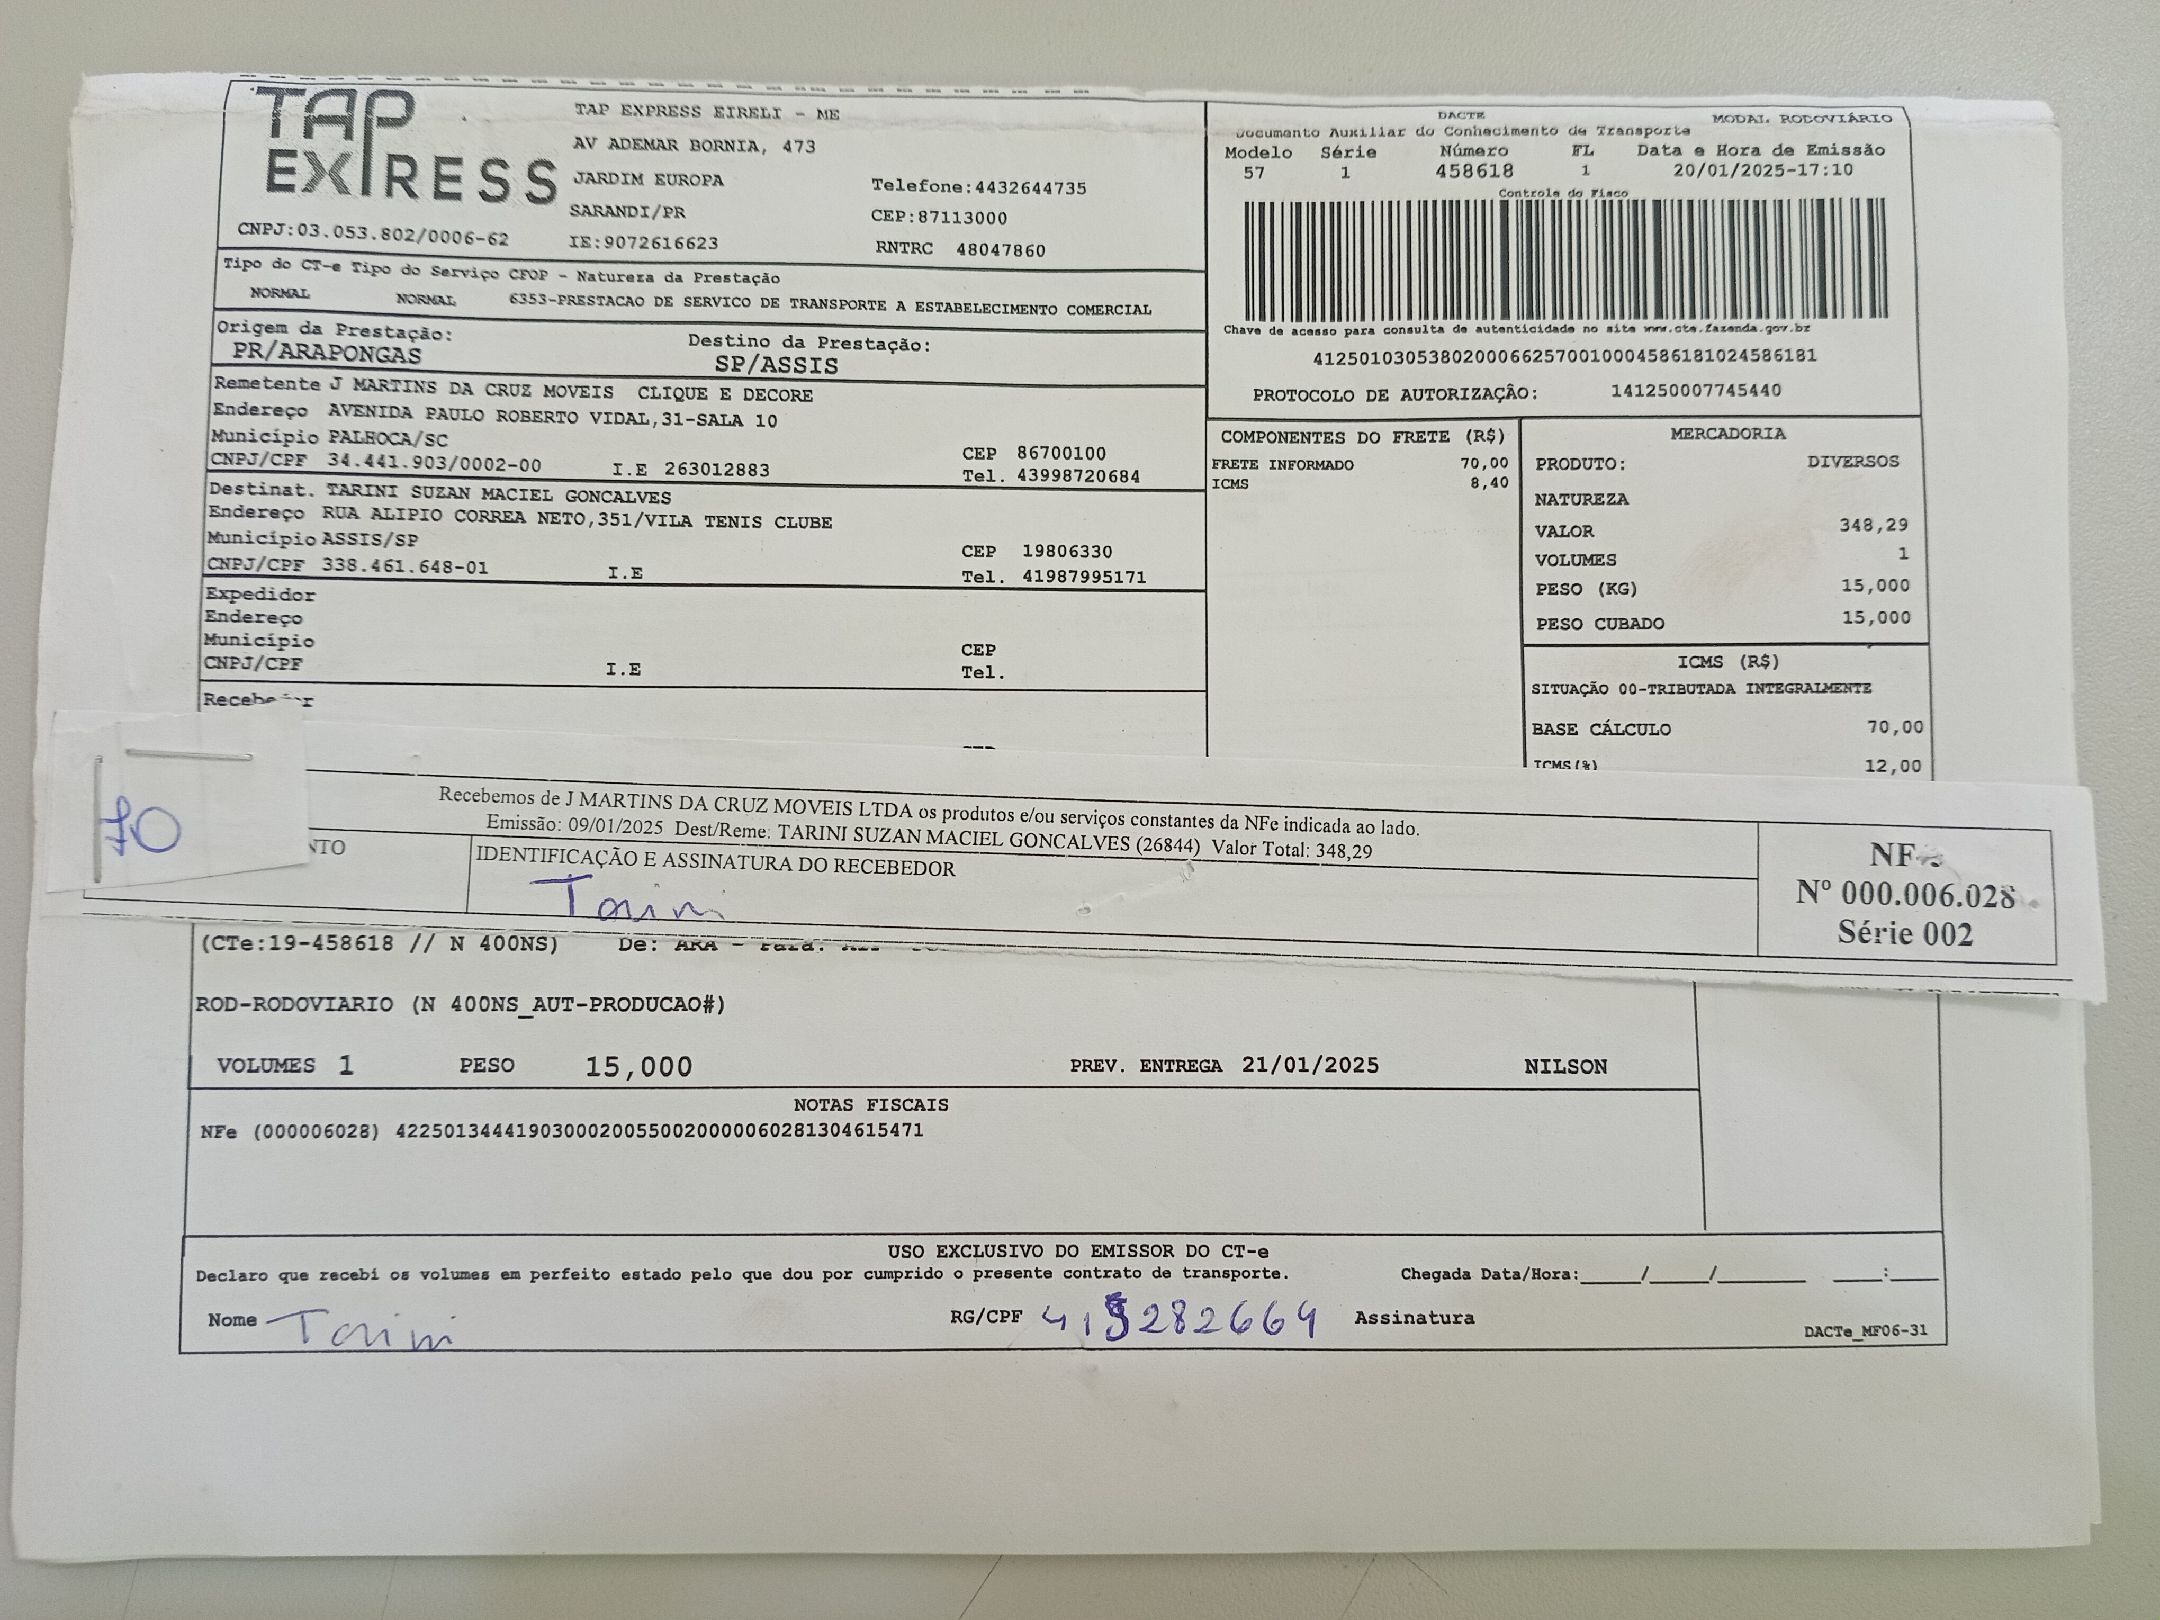 TAP EXPRESS
TAP EXPRESS EIRELI - ME
AV ADEMAR BORNIA, 473
JARDIM EUROPA
Telefone:4432644735
SARANDI/PR
CEP:87113000
CNPJ:03.053.802/0006-62
IE:9072616623
RNTRC 48047860
DACTE
MODAL RODOVIÁRIO
Documento Auxiliar do Conhecimento de Transporte
Modelo Série Número FL Data e Hora de Emissão
57 1 458618 1 20/01/2025-17:10
Controle do Fisco
Chave de acesso para consulta de autenticidade no site www.cte.fazenda.gov.br
41250103053802000662570010004586181024586181
PROTOCOLO DE AUTORIZAÇÃO: 141250007745440
Tipo do CT-e Tipo do Serviço CFOP - Natureza da Prestação
NORMAL NORMAL 6353-PRESTACAO DE SERVICO DE TRANSPORTE A ESTABELECIMENTO COMERCIAL
Origem da Prestação: Destino da Prestação:
PR/ARAPONGAS SP/ASSIS
Remetente J MARTINS DA CRUZ MOVEIS CLIQUE E DECORE
Endereço AVENIDA PAULO ROBERTO VIDAL,31-SALA 10
Município PALHOCA/SC CEP 86700100
CNPJ/CPF 34.441.903/0002-00 I.E 263012883 Tel. 43998720684
Destinat. TARINI SUZAN MACIEL GONCALVES
Endereço RUA ALIPIO CORREA NETO,351/VILA TENIS CLUBE
Município ASSIS/SP CEP 19806330
CNPJ/CPF 338.461.648-01 I.E Tel. 41987995171
Expedidor
Endereço
Município CEP
CNPJ/CPF I.E Tel.
COMPONENTES DO FRETE (R$)
FRETE INFORMADO 70,00
ICMS 8,40
MERCADORIA
PRODUTO: DIVERSOS
NATUREZA
VALOR 348,29
VOLUMES 1
PESO (KG) 15,000
PESO CUBADO 15,000
ICMS (R$)
SITUAÇÃO 00-TRIBUTADA INTEGRALMENTE
BASE CÁLCULO 70,00
ICMS(%) 12,00
70
Recebemos de J MARTINS DA CRUZ MOVEIS LTDA os produtos e/ou serviços constantes da NFe indicada ao lado.
Emissão: 09/01/2025 Dest/Reme: TARINI SUZAN MACIEL GONCALVES (26844) Valor Total: 348,29
NTO
IDENTIFICAÇÃO E ASSINATURA DO RECEBEDOR
Tarini
Nº 000.006.028
Série 002
(CTe:19-458618 // N 400NS) De: ARA - Para:
ROD-RODOVIARIO (N 400NS_AUT-PRODUCAO#)
VOLUMES 1 PESO 15,000 PREV. ENTREGA 21/01/2025 NILSON
NOTAS FISCAIS
NFe (000006028) 42250134441903000200550020000060281304615471
USO EXCLUSIVO DO EMISSOR DO CT-e
Declaro que recebi os volumes em perfeito estado pelo que dou por cumprido o presente contrato de transporte. Chegada Data/Hora:____/____/______ ___:___
Nome Tarini RG/CPF 415282664 Assinatura
DACTe_MF06-31